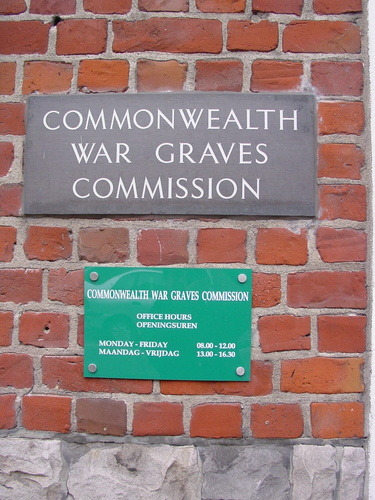 COMMONWEALTH
WAR GRAVES
COMMISSION
COMMONWEALTH WAR GRAVES COMMISSION
OFFICE HOURS
OPENINGSUREN
MONDAY - FRIDAY 08.00 - 12.00
MAANDAG - VRIJDAG 13.00 - 16.30